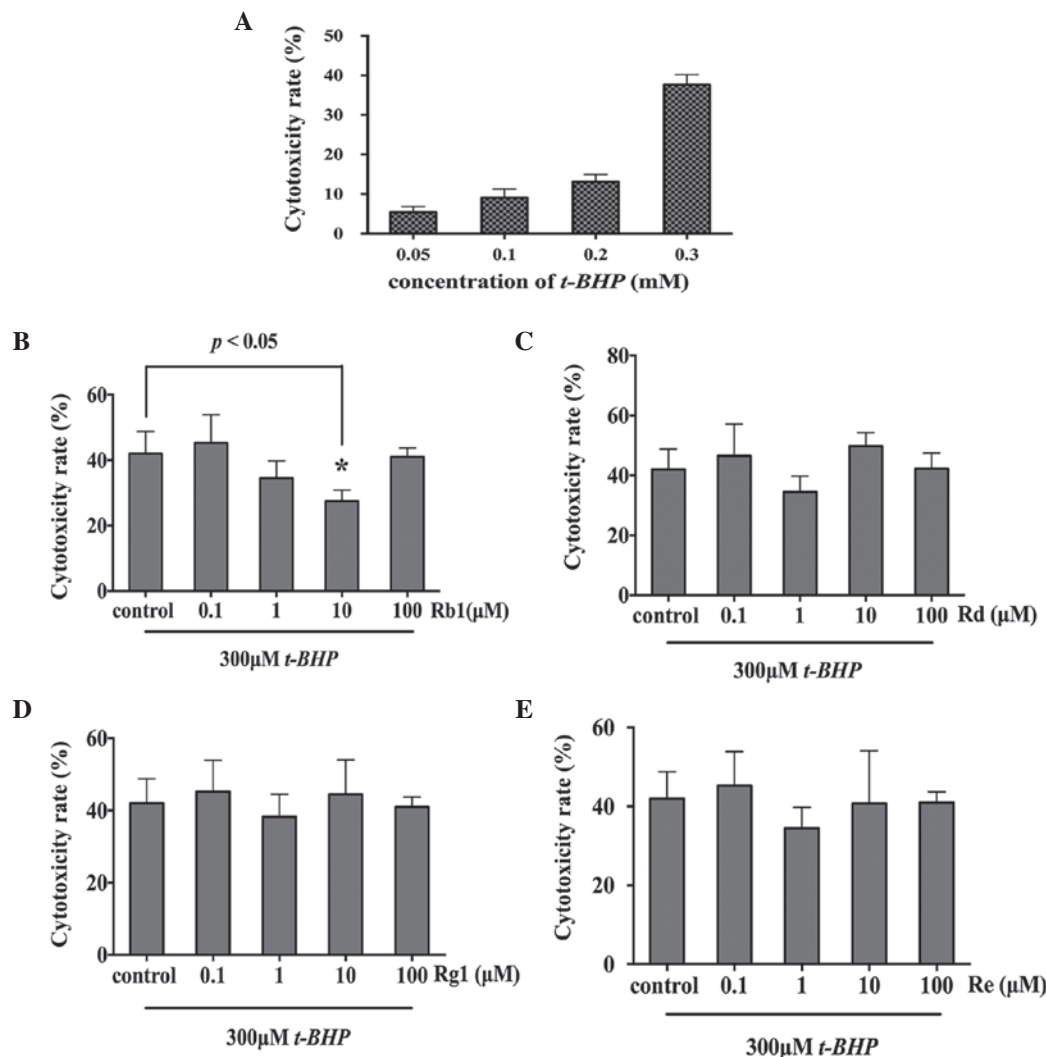 A
Cytotoxicity rate (%)
50
40
30
20
10
0
0.05 0.1 0.2 0.3
concentration of t-BHP (mM)
B
p < 0.05
Cytotoxicity rate (%)
60
40
20
0
*
control 0.1 1 10 100 Rb1(μM)
300μM t-BHP
C
Cytotoxicity rate (%)
80
60
40
20
0
control 0.1 1 10 100 Rd (μM)
300μM t-BHP
D
Cytotoxicity rate (%)
60
40
20
0
control 0.1 1 10 100 Rg1 (μM)
300μM t-BHP
E
Cytotoxicity rate (%)
60
40
20
0
control 0.1 1 10 100 Re (μM)
300μM t-BHP